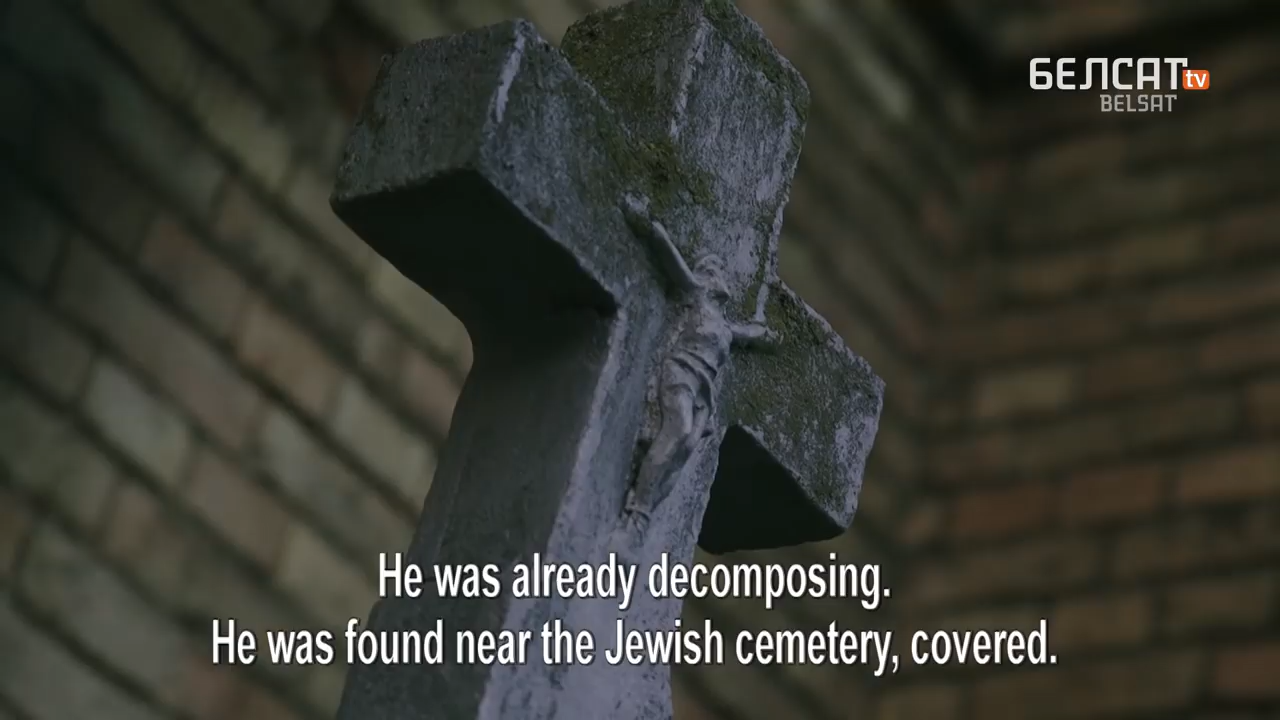 БЕЛСАТ tv
BELSAT
He was already decomposing.
He was found near the Jewish cemetery, covered.